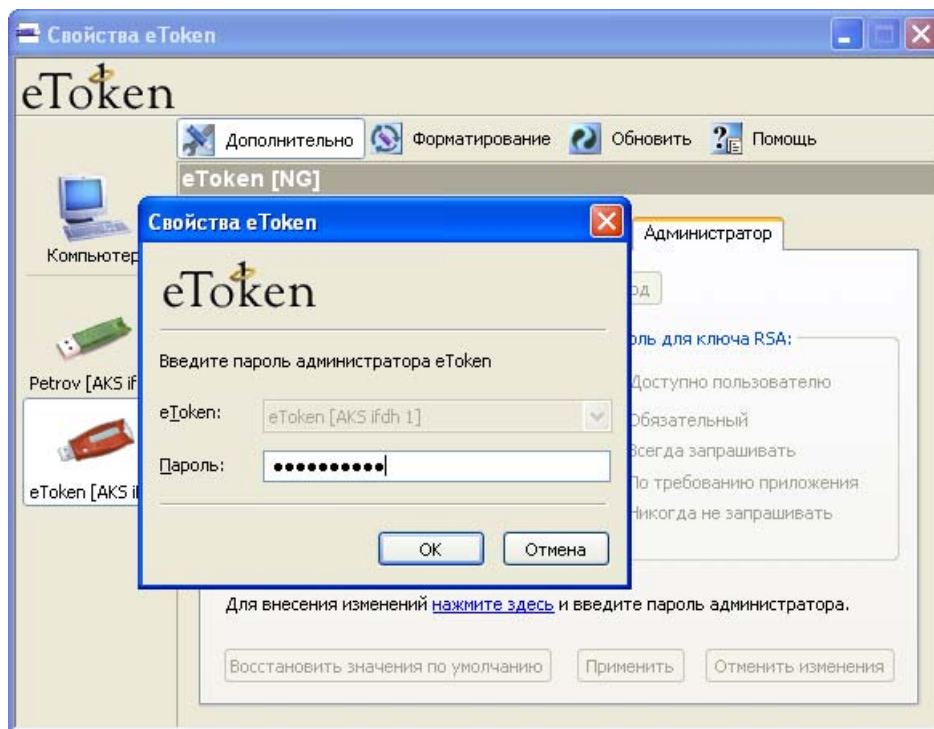 Свойства eToken
eToken
Дополнительно
Форматирование
Обновить
Помощь
eToken [NG]
Компьютер
Petrov [AKS if
eToken [AKS i
Администратор
од
оль для ключа RSA:
Доступно пользователю
Обязательный
Всегда запрашивать
По требованию приложения
Никогда не запрашивать
Свойства eToken
eToken
Введите пароль администратора eToken
eToken:
eToken [AKS ifdh 1]
Пароль:
●●●●●●●●●●
OK
Отмена
Для внесения изменений нажмите здесь и введите пароль администратора.
Восстановить значения по умолчанию
Применить
Отменить изменения